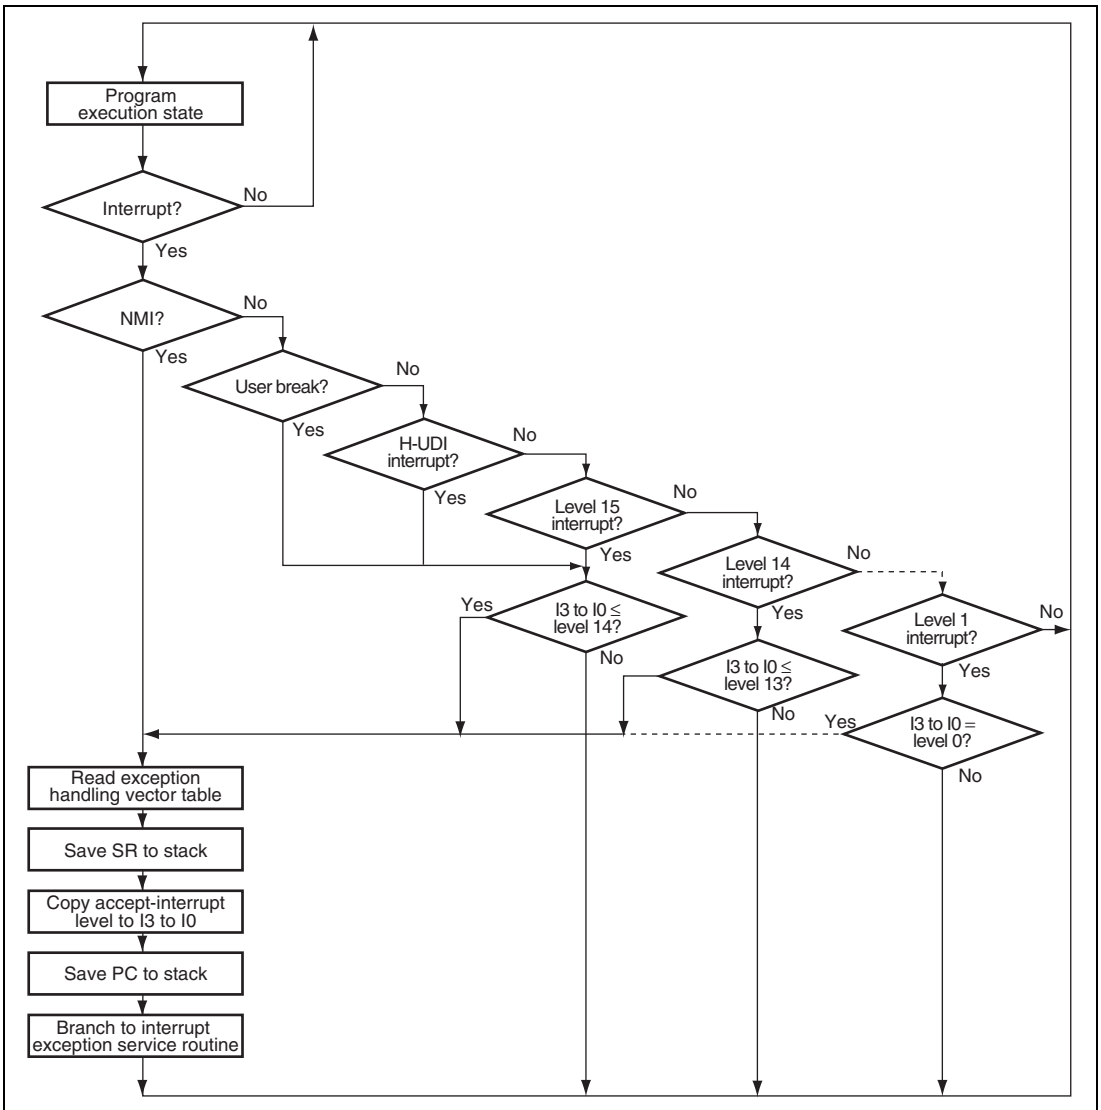 Program
execution state
Interrupt?
No
Yes
NMI?
No
Yes
User break?
No
Yes
H-UDI
interrupt?
No
Yes
Level 15
interrupt?
No
Yes
Level 14
interrupt?
No
Yes
Level 1
interrupt?
No
Yes
Yes
I3 to I0 ≤
level 14?
No
I3 to I0 ≤
level 13?
No
Yes
I3 to I0 =
level 0?
No
Read exception
handling vector table
Save SR to stack
Copy accept-interrupt
level to I3 to I0
Save PC to stack
Branch to interrupt
exception service routine